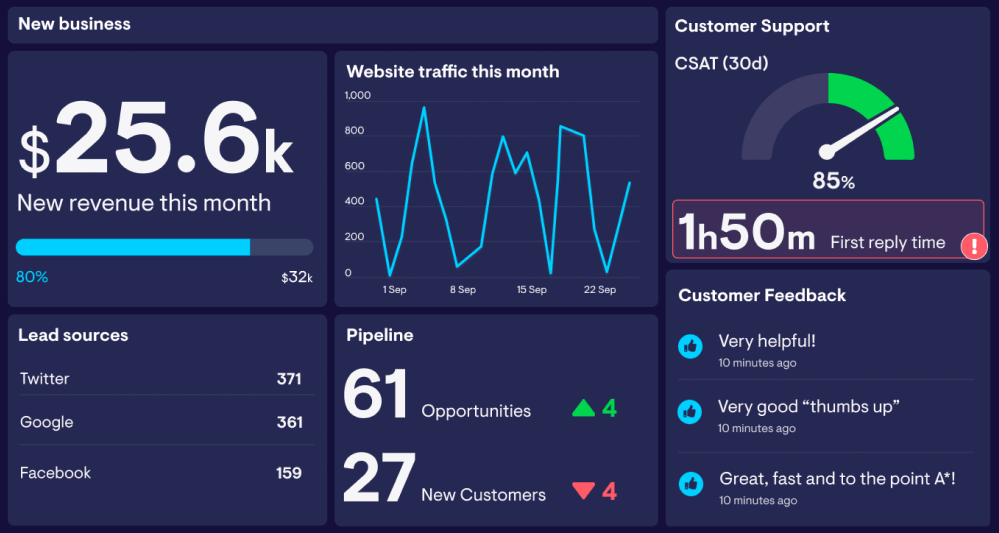 New business
$25.6k
New revenue this month
80%
$32k
Website traffic this month
1,000
800
600
400
200
0
1 Sep 8 Sep 15 Sep 22 Sep
Customer Support
CSAT (30d)
85%
1h50m First reply time
!
Lead sources
Twitter 371
Google 361
Facebook 159
Pipeline
61 Opportunities 4
27 New Customers 4
Customer Feedback
Very helpful!
10 minutes ago
Very good “thumbs up”
10 minutes ago
Great, fast and to the point A*!
10 minutes ago